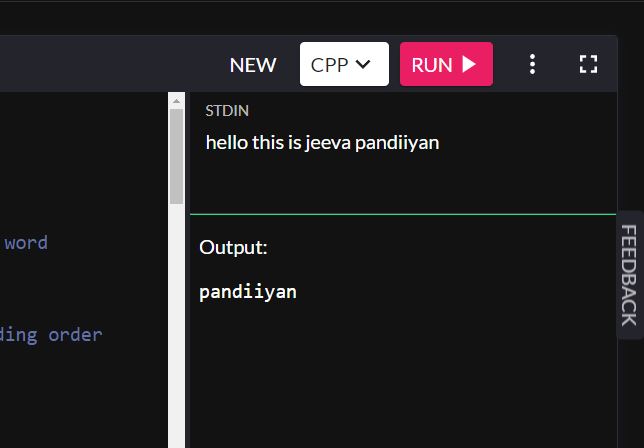 NEW CPP RUN
STDIN
hello this is jeeva pandiiyan
word
Output:
pandiiyan
ding order
FEEDBACK